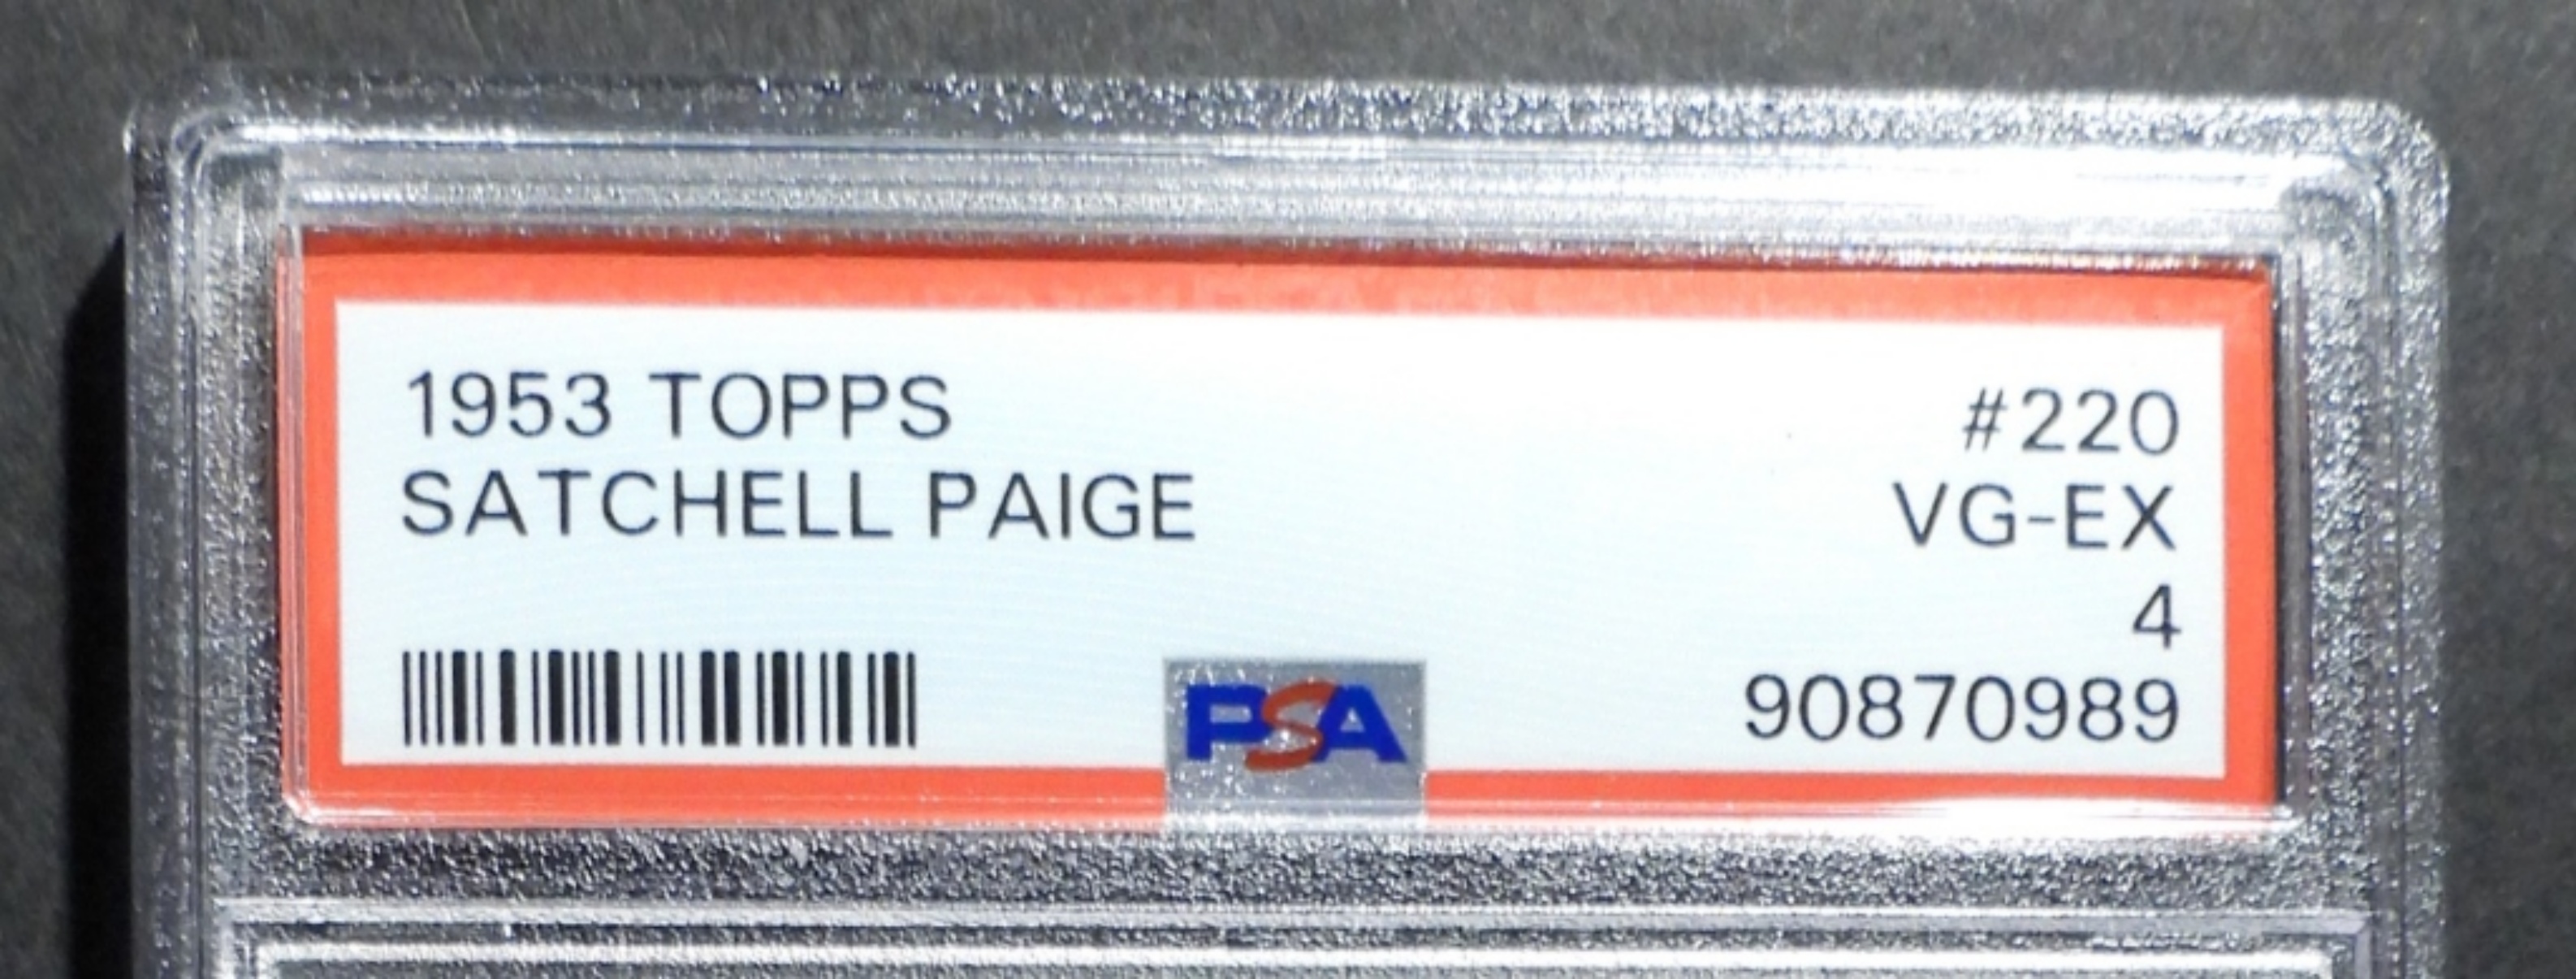 1953 TOPPS #220
SATCHELL PAIGE VG-EX
4
PSA 90870989